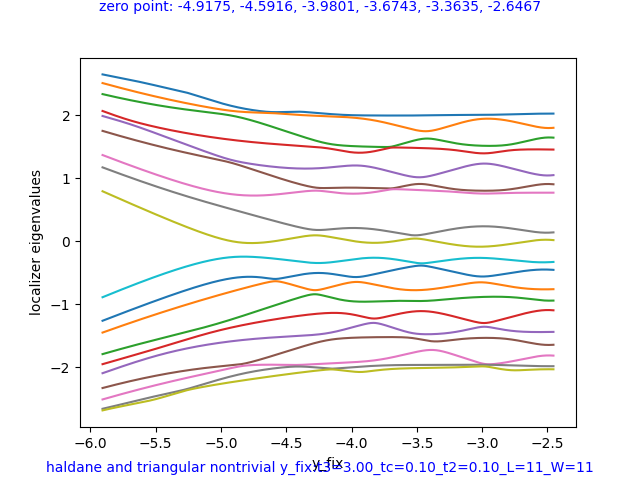 zero point: -4.9175, -4.5916, -3.9801, -3.6743, -3.3635, -2.6467
localizer eigenvalues
2
1
0
−1
−2
−6.0 −5.5 −5.0 −4.5 −4.0 −3.5 −3.0 −2.5
y_fix
haldane and triangular nontrivial y_fix:t3=3.00_tc=0.10_t2=0.10_L=11_W=11